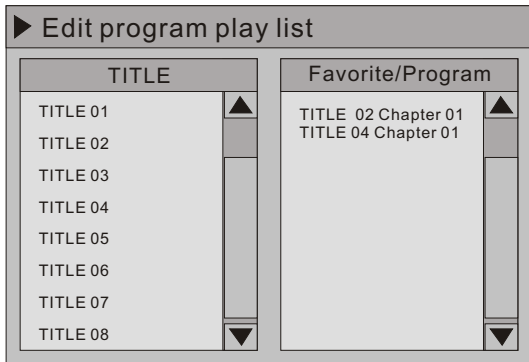 Edit program play list
TITLE
TITLE 01
TITLE 02
TITLE 03
TITLE 04
TITLE 05
TITLE 06
TITLE 07
TITLE 08
Favorite/Program
TITLE 02 Chapter 01
TITLE 04 Chapter 01